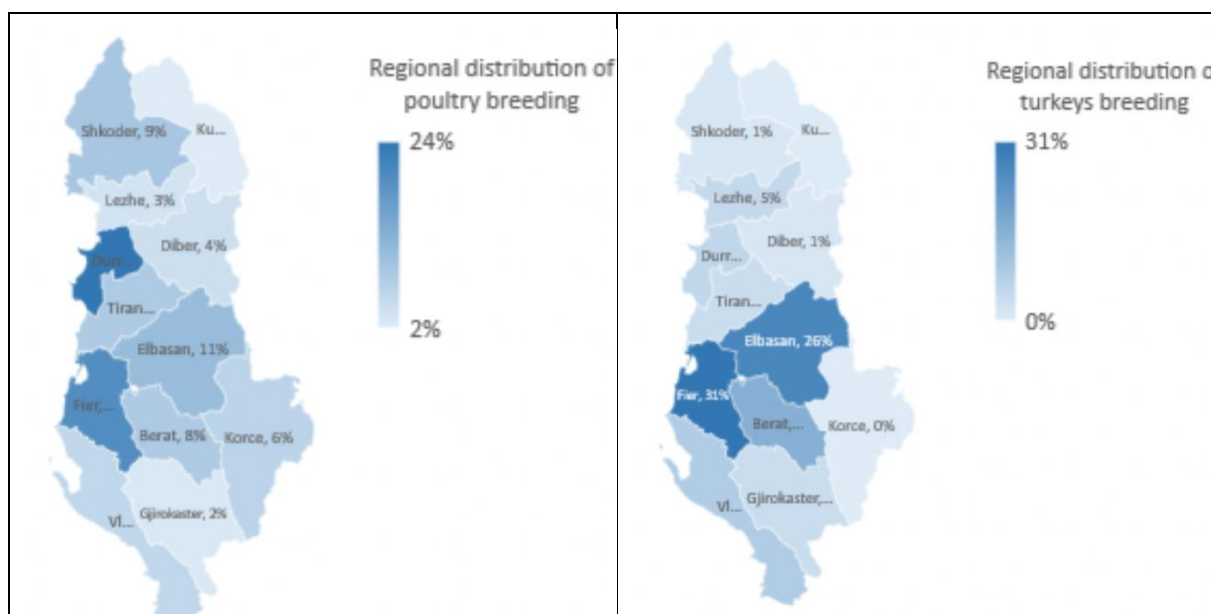 Regional distribution of
poultry breeding
24%
2%
Shkoder, 9%
Ku...
Lezhe, 3%
Diber, 4%
Durr...
Tiran...
Elbasan, 11%
Fier,...
Berat, 8%
Korce, 6%
Gjirokaster, 2%
Vl...
Regional distribution o
turkeys breeding
31%
0%
Shkoder, 1%
Ku...
Lezhe, 5%
Diber, 1%
Durr...
Tiran...
Elbasan, 26%
Fier, 31%
Berat,...
Korce, 0%
Gjirokaster,...
Vl...